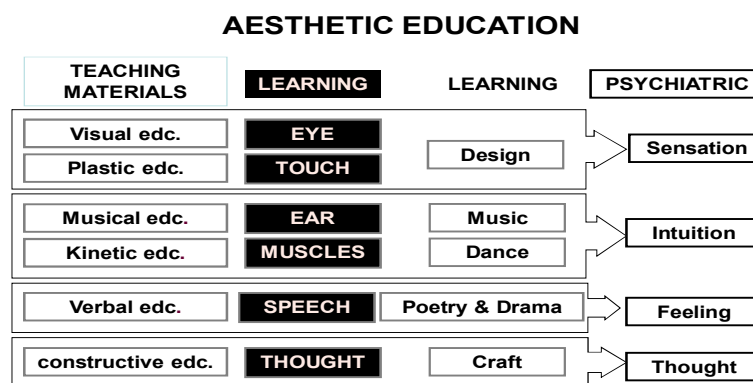 AESTHETIC EDUCATION
TEACHING
MATERIALS
LEARNING
LEARNING
PSYCHIATRIC
Visual edc.
EYE
Design
Sensation
Plastic edc.
TOUCH
Musical edc.
EAR
Music
Intuition
Kinetic edc.
MUSCLES
Dance
Verbal edc.
SPEECH
Poetry & Drama
Feeling
constructive edc.
THOUGHT
Craft
Thought